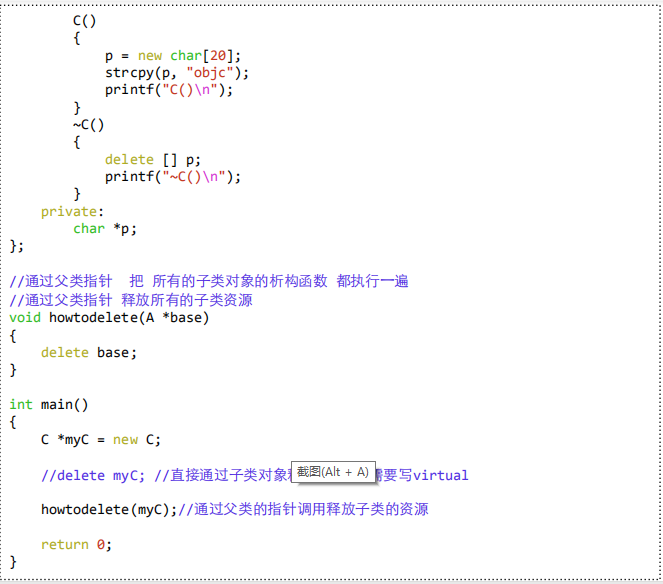 C()
{
p = new char[20];
strcpy(p, "objc");
printf("C()\n");
}
~C()
{
delete [] p;
printf("~C()\n");
}
private:
char *p;
};
//通过父类指针 把 所有的子类对象的析构函数 都执行一遍
//通过父类指针 释放所有的子类资源
void howtodelete(A *base)
{
delete base;
}
int main()
{
C *myC = new C;
//delete myC; //直接通过子类对象 截图(Alt + A) 需要写virtual
howtodelete(myC);//通过父类的指针调用释放子类的资源
return 0;
}